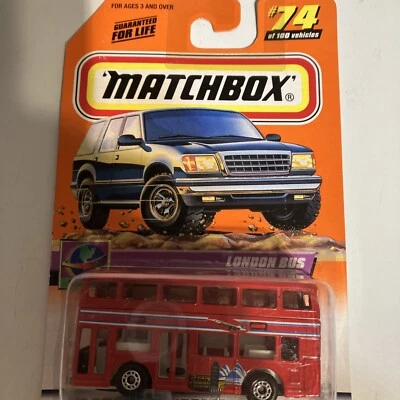 FOR AGES 3 AND OVER
GUARANTEED
FOR LIFE
#74
of 100 vehicles
MATCHBOX®
LONDON BUS